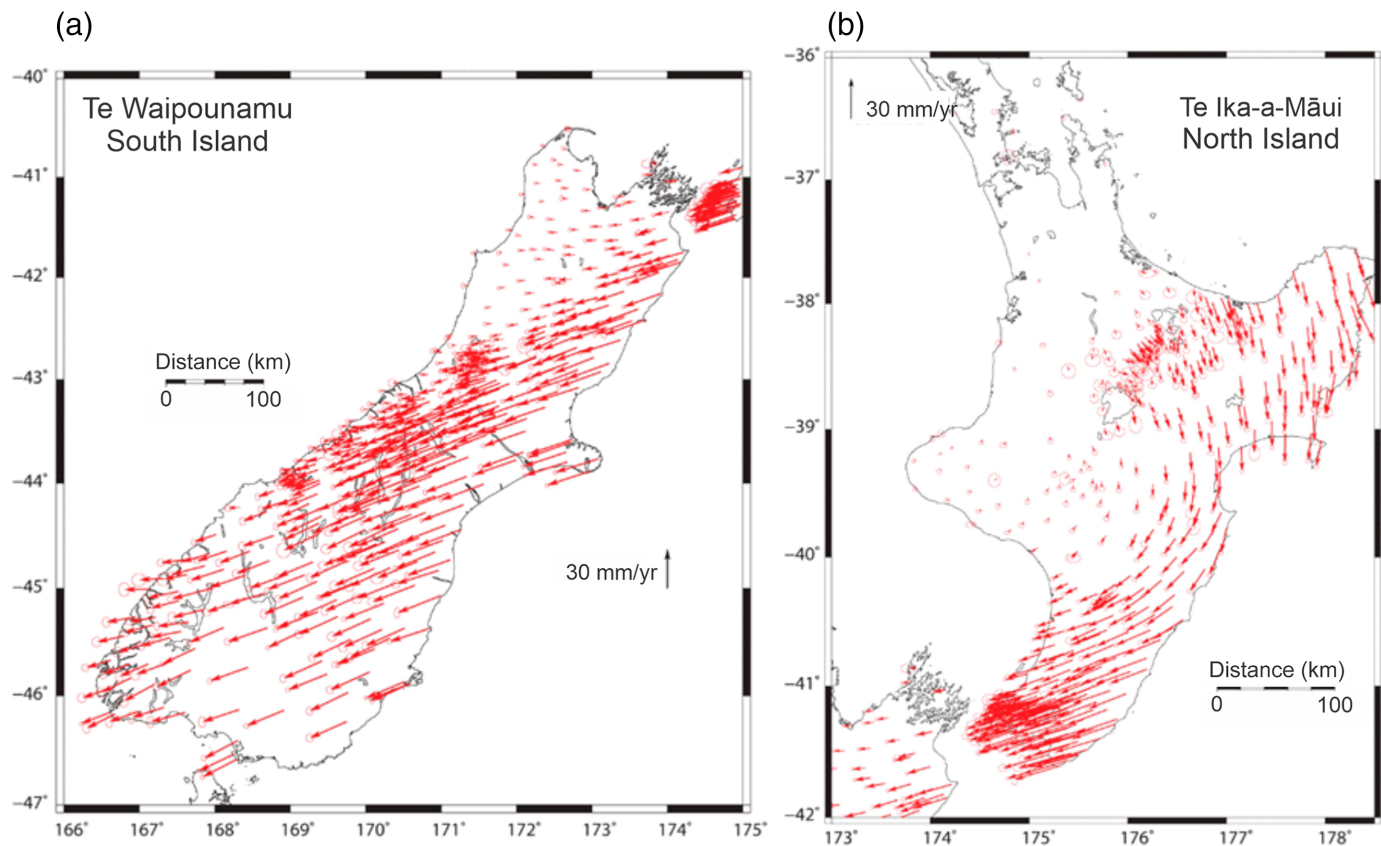 (a)
Te Waipounamu
South Island
Distance (km)
0 100
30 mm/yr
−40°
−41°
−42°
−43°
−44°
−45°
−46°
−47°
166° 167° 168° 169° 170° 171° 172° 173° 174° 175°
(b)
30 mm/yr
Te Ika-a-Māui
North Island
Distance (km)
0 100
−36°
−37°
−38°
−39°
−40°
−41°
−42°
173° 174° 175° 176° 177° 178°